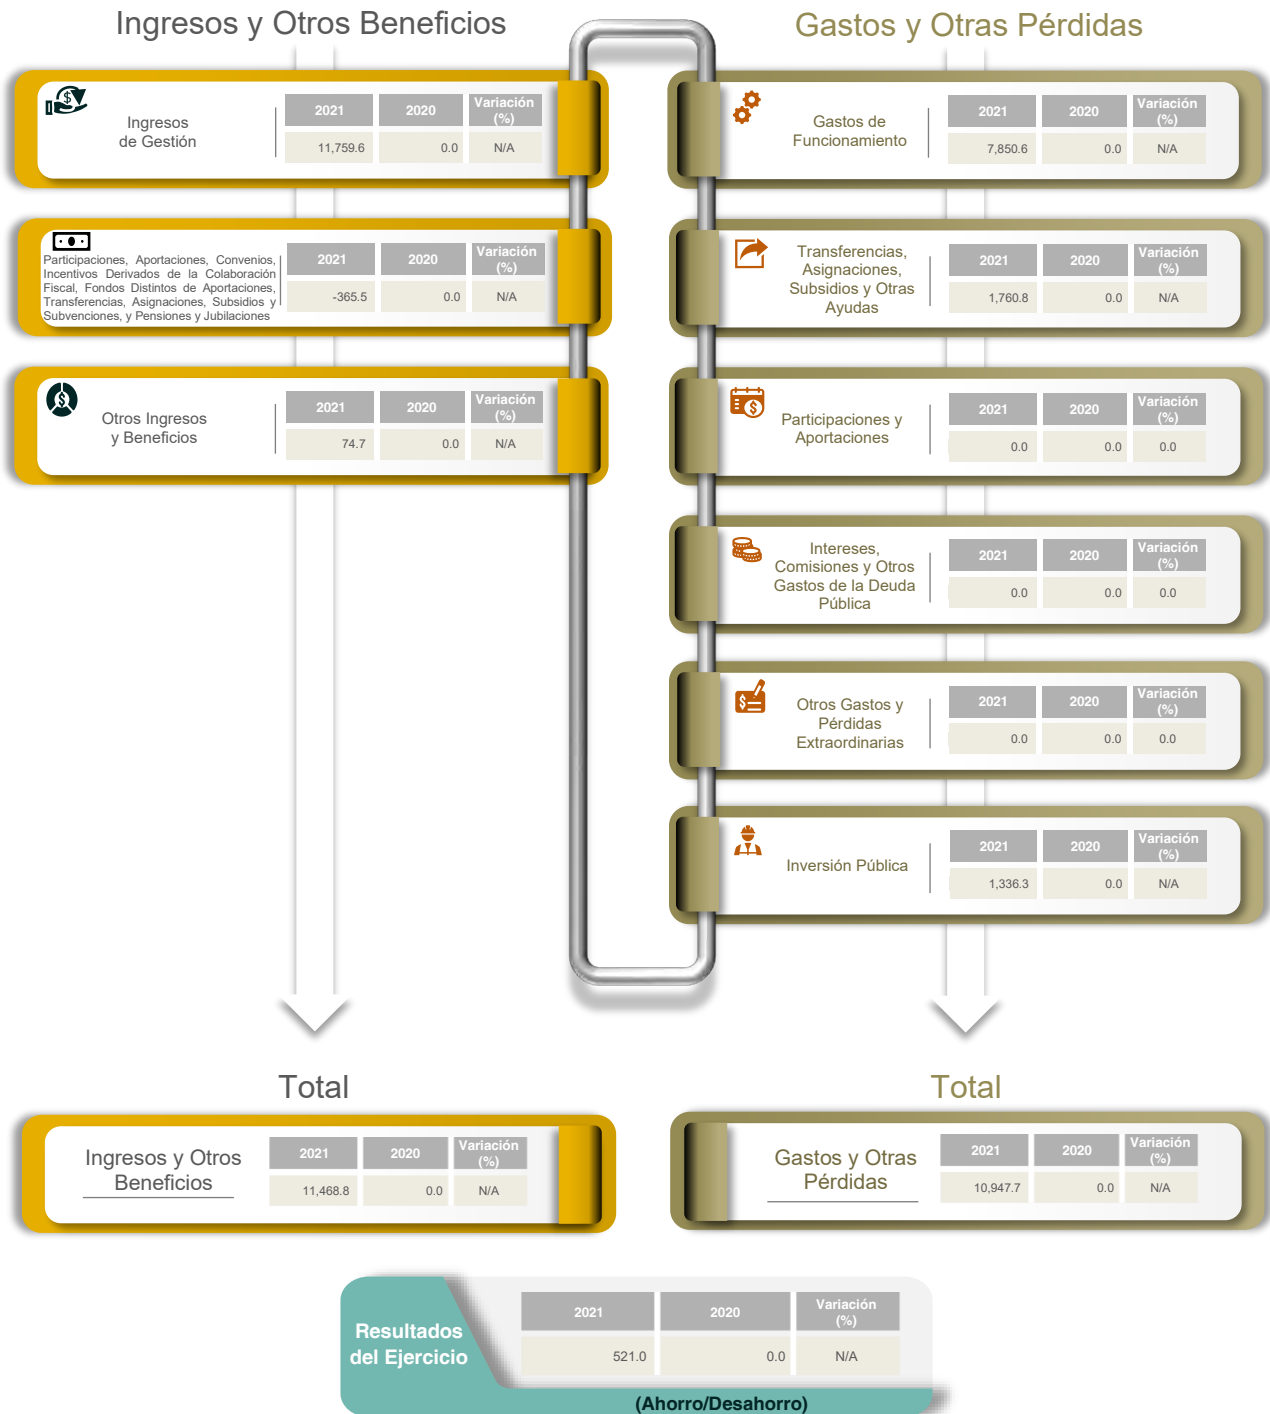 Ingresos y Otros Beneficios
Ingresos
de Gestión
2021 2020 Variación (%)
11,759.6 0.0 N/A
Participaciones, Aportaciones, Convenios,
Incentivos Derivados de la Colaboración
Fiscal, Fondos Distintos de Aportaciones,
Transferencias, Asignaciones, Subsidios y
Subvenciones, y Pensiones y Jubilaciones
2021 2020 Variación (%)
-365.5 0.0 N/A
Otros Ingresos
y Beneficios
2021 2020 Variación (%)
74.7 0.0 N/A
Gastos y Otras Pérdidas
Gastos de
Funcionamiento
2021 2020 Variación (%)
7,850.6 0.0 N/A
Transferencias,
Asignaciones,
Subsidios y Otras
Ayudas
2021 2020 Variación (%)
1,760.8 0.0 N/A
Participaciones y
Aportaciones
2021 2020 Variación (%)
0.0 0.0 0.0
Intereses,
Comisiones y Otros
Gastos de la Deuda
Pública
2021 2020 Variación (%)
0.0 0.0 0.0
Otros Gastos y
Pérdidas
Extraordinarias
2021 2020 Variación (%)
0.0 0.0 0.0
Inversión Pública
2021 2020 Variación (%)
1,336.3 0.0 N/A
Total
Ingresos y Otros
Beneficios
2021 2020 Variación (%)
11,468.8 0.0 N/A
Total
Gastos y Otras
Pérdidas
2021 2020 Variación (%)
10,947.7 0.0 N/A
Resultados
del Ejercicio
2021 2020 Variación (%)
521.0 0.0 N/A
(Ahorro/Desahorro)